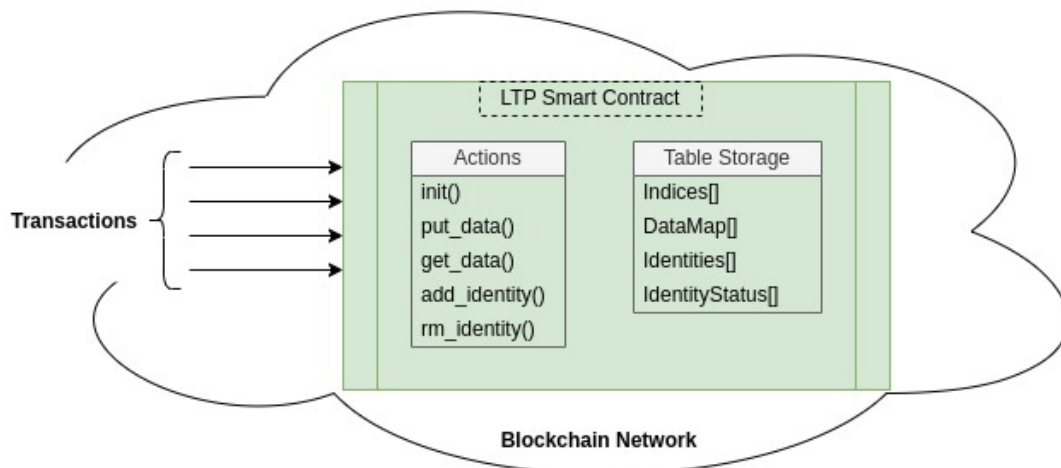 LTP Smart Contract
Transactions
Actions
init()
put_data()
get_data()
add_identity()
rm_identity()
Table Storage
Indices[]
DataMap[]
Identities[]
IdentityStatus[]
Blockchain Network